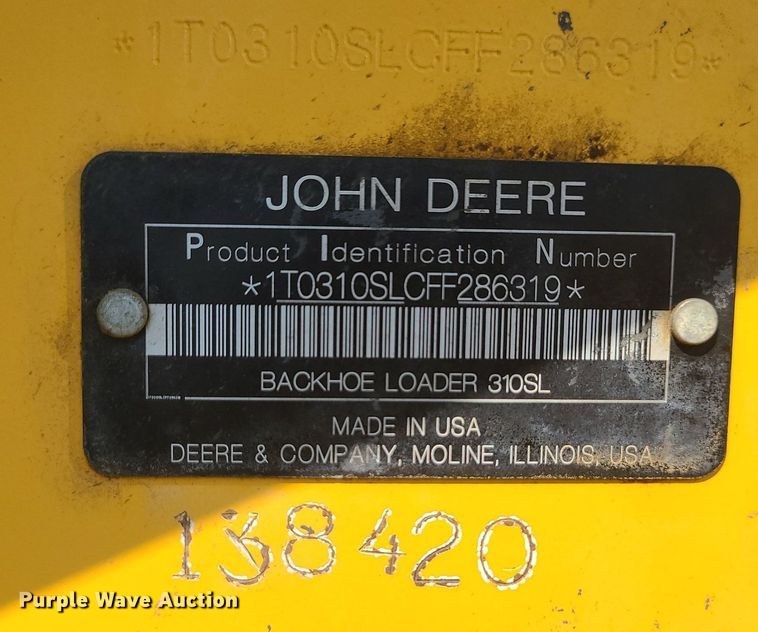 *1T0310SLCFF286319*
JOHN DEERE
Product Identification Number
*1T0310SLCFF286319*
BACKHOE LOADER 310SL
MADE IN USA
DEERE & COMPANY, MOLINE, ILLINOIS, USA
138420
Purple Wave Auction